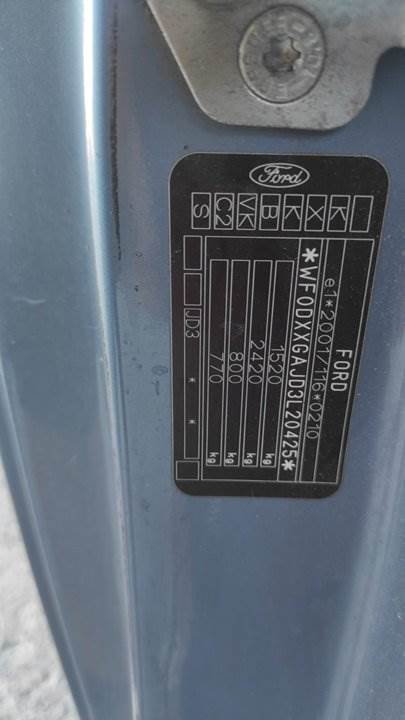 Ford
FORD
e1*2001/116*0210
*WF0DXXGAJD3L20425*
1520 kg
2420 kg
800 kg
770 kg
JD3 * *
K
X
K
B
VK
C2
S